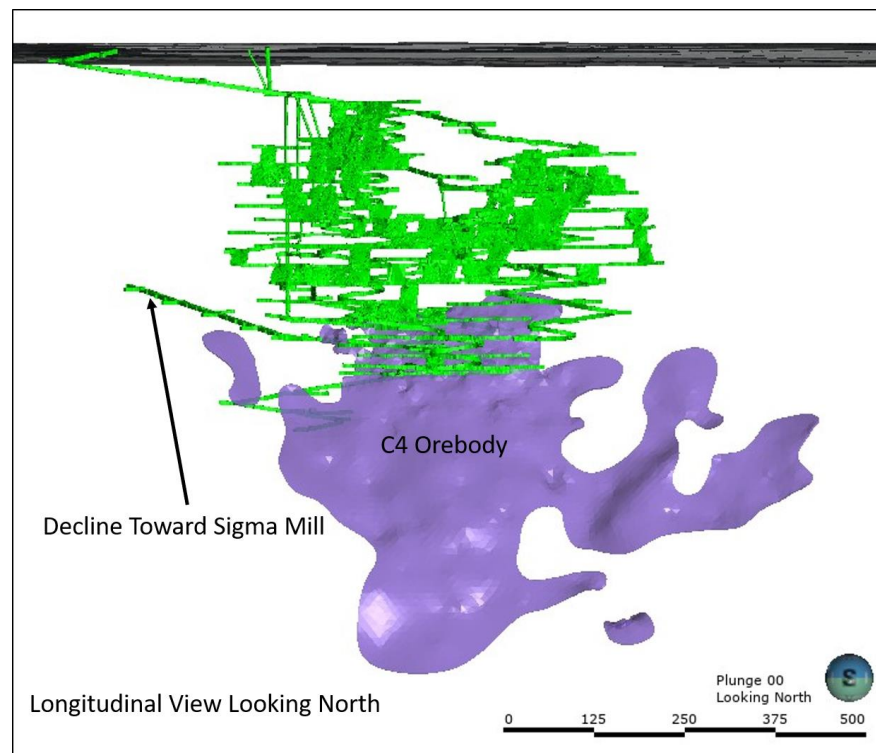 C4 Orebody
Decline Toward Sigma Mill
Longitudinal View Looking North
Plunge 00
Looking North
S
0 125 250 375 500